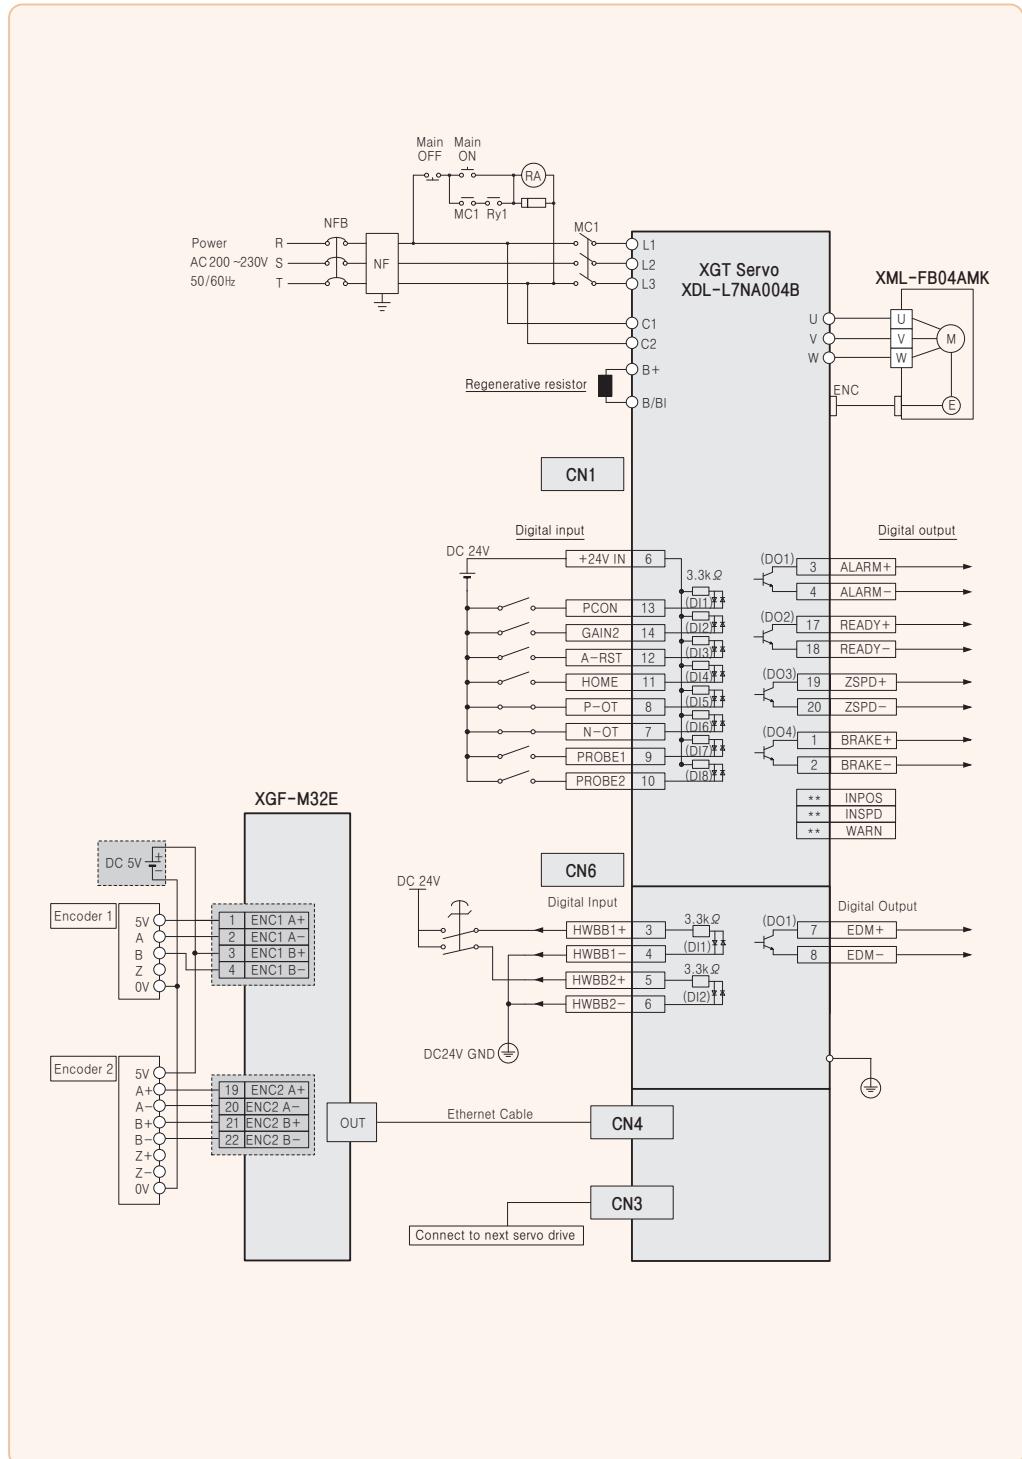 Main OFF
Main ON
RA
MC1 Ry1
NFB
MC1
Power
AC 200 ~230V
50/60Hz
R
S
T
NF
L1
L2
L3
C1
C2
B+
B/BI
XGT Servo
XDL-L7NA004B
XML-FB04AMK
U
V
W
U
V
W
M
ENC
E
Regenerative resistor
CN1
Digital input
Digital output
DC 24V
+24V IN 6
3.3kΩ
PCON 13 (DI1)
GAIN2 14 (DI2)
A-RST 12 (DI3)
HOME 11 (DI4)
P-OT 8 (DI5)
N-OT 7 (DI6)
PROBE1 9 (DI7)
PROBE2 10 (DI8)
(DO1) 3 ALARM+
4 ALARM-
(DO2) 17 READY+
18 READY-
(DO3) 19 ZSPD+
20 ZSPD-
(DO4) 1 BRAKE+
2 BRAKE-
** INPOS
** INSPD
** WARN
XGF-M32E
DC 5V + -
Encoder 1
5V
A
B
Z
0V
1 ENC1 A+
2 ENC1 A-
3 ENC1 B+
4 ENC1 B-
Encoder 2
5V
A+
A-
B+
B-
Z+
Z-
0V
19 ENC2 A+
20 ENC2 A-
21 ENC2 B+
22 ENC2 B-
OUT
CN6
DC 24V
Digital Input
Digital Output
HWBB1+ 3 3.3kΩ
HWBB1- 4 (DI1)
HWBB2+ 5 3.3kΩ
HWBB2- 6 (DI2)
(DO1) 7 EDM+
8 EDM-
DC24V GND
Ethernet Cable
CN4
CN3
Connect to next servo drive